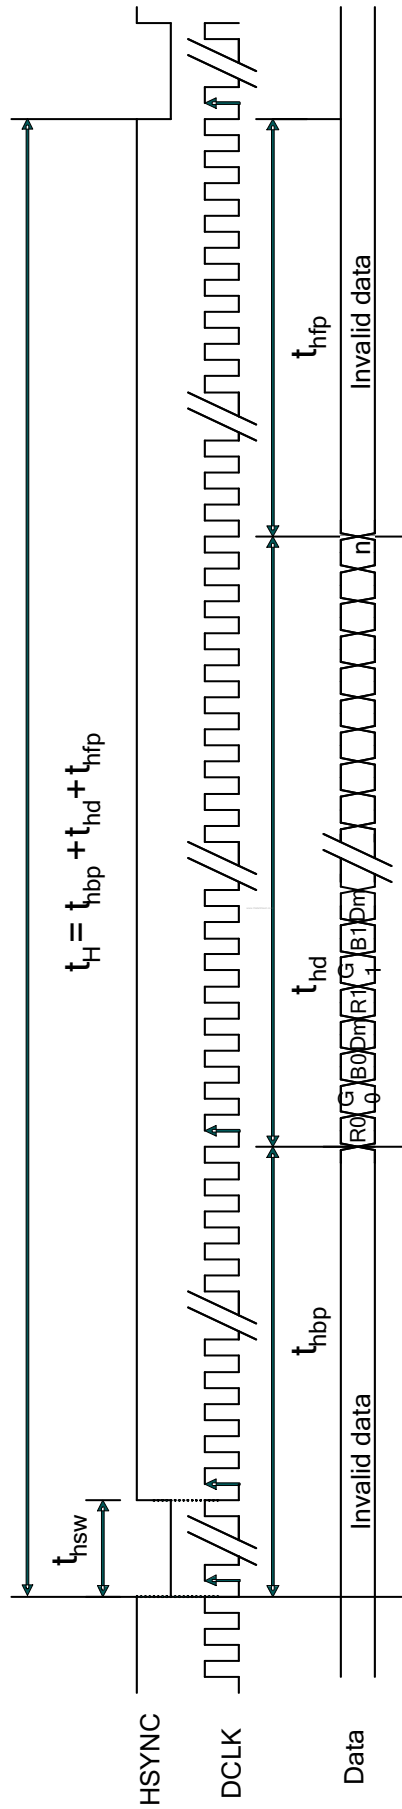 t_H = t_hbp + t_hd + t_hfp
t_hsw
HSYNC
DCLK
t_hbp
t_hd
t_hfp
Data
Invalid data
R0
G0
B0
Dm
R1
G1
B1
Dm
n
Invalid data